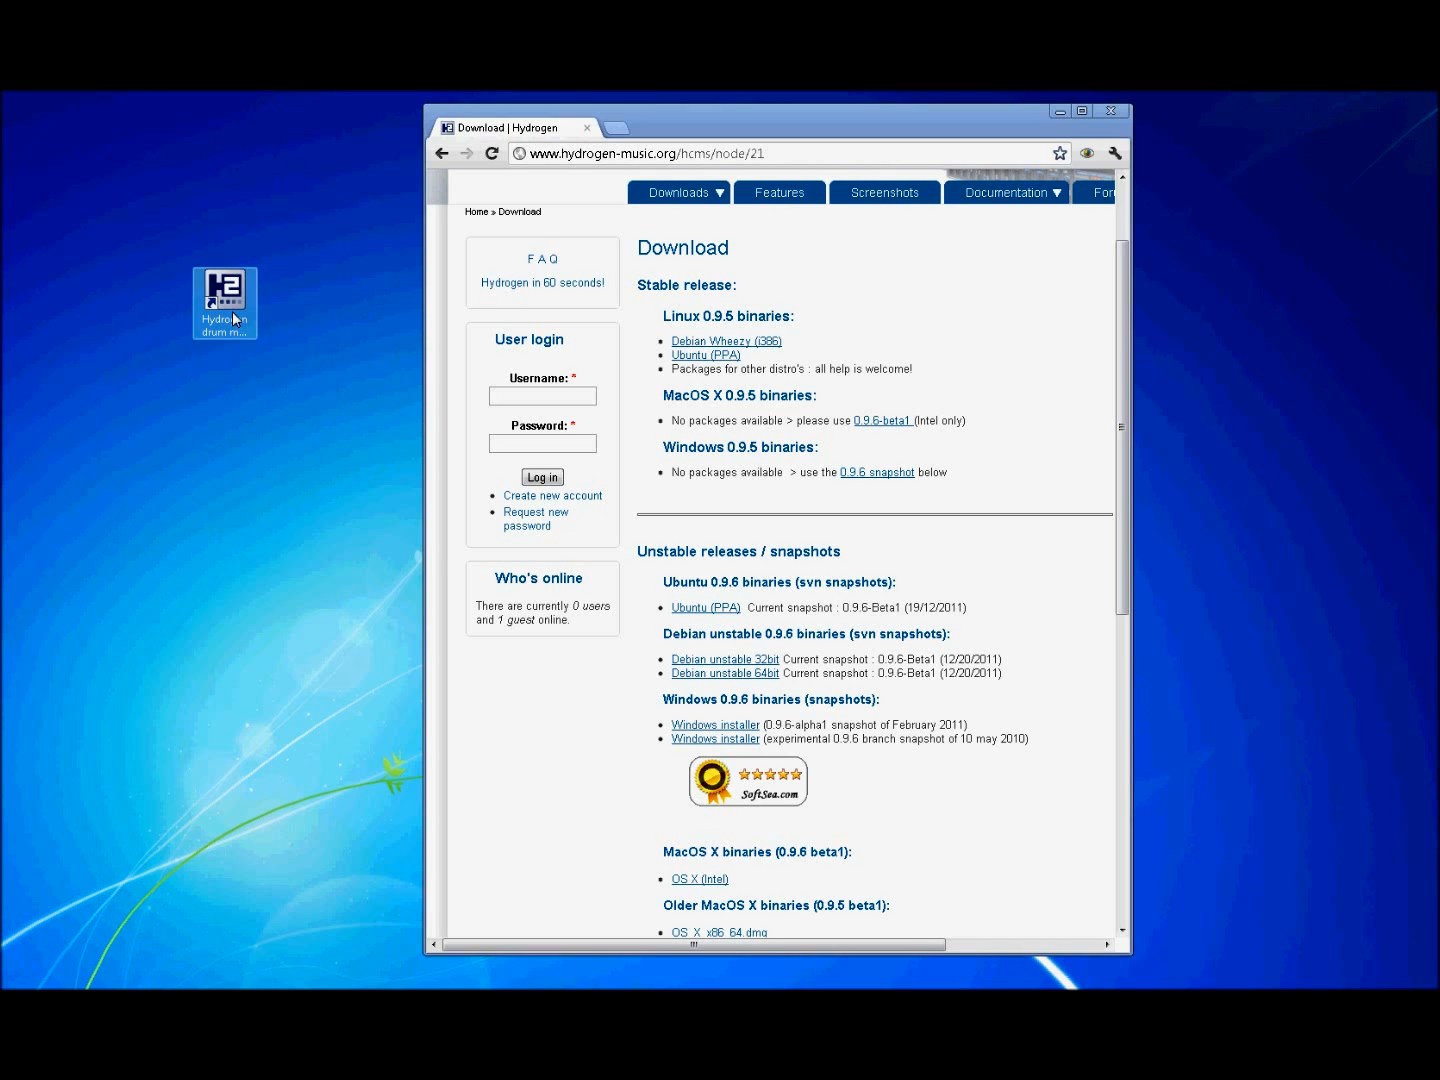 Download | Hydrogen
www.hydrogen-music.org/hcms/node/21
Downloads ▼ Features Screenshots Documentation ▼ For
Home » Download
F A Q
Hydrogen in 60 seconds!
User login
Username: *
Password: *
Log in
• Create new account
• Request new
password
Who's online
There are currently 0 users
and 1 guest online.
Download
Stable release:
Linux 0.9.5 binaries:
• Debian Wheezy (i386)
• Ubuntu (PPA)
• Packages for other distro's : all help is welcome!
MacOS X 0.9.5 binaries:
• No packages available > please use 0.9.6-beta1 (Intel only)
Windows 0.9.5 binaries:
• No packages available > use the 0.9.6 snapshot below
Unstable releases / snapshots
Ubuntu 0.9.6 binaries (svn snapshots):
• Ubuntu (PPA) Current snapshot : 0.9.6-Beta1 (19/12/2011)
Debian unstable 0.9.6 binaries (svn snapshots):
• Debian unstable 32bit Current snapshot : 0.9.6-Beta1 (12/20/2011)
• Debian unstable 64bit Current snapshot : 0.9.6-Beta1 (12/20/2011)
Windows 0.9.6 binaries (snapshots):
• Windows installer (0.9.6-alpha1 snapshot of February 2011)
• Windows installer (experimental 0.9.6 branch snapshot of 10 may 2010)
SoftSea.com
MacOS X binaries (0.9.6 beta1):
• OS X (Intel)
Older MacOS X binaries (0.9.5 beta1):
• OS_X_x86_64.dmg
H2
Hydrogen
drum m...